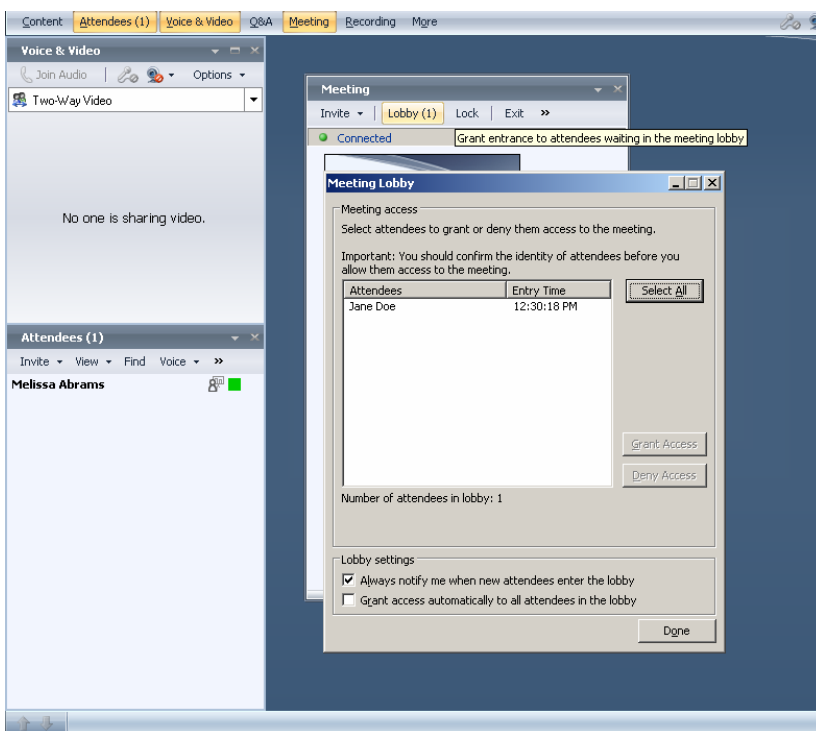 Content Attendees (1) Voice & Video Q&A Meeting Recording More
Voice & Video
Join Audio Options
Two-Way Video
No one is sharing video.
Attendees (1)
Invite View Find Voice »
Melissa Abrams
Meeting
Invite Lobby (1) Lock Exit »
Connected
Grant entrance to attendees waiting in the meeting lobby
Meeting Lobby
Meeting access
Select attendees to grant or deny them access to the meeting.
Important: You should confirm the identity of attendees before you
allow them access to the meeting.
Attendees Entry Time
Jane Doe 12:30:18 PM
Select All
Grant Access
Deny Access
Number of attendees in lobby: 1
Lobby settings
Always notify me when new attendees enter the lobby
Grant access automatically to all attendees in the lobby
Done